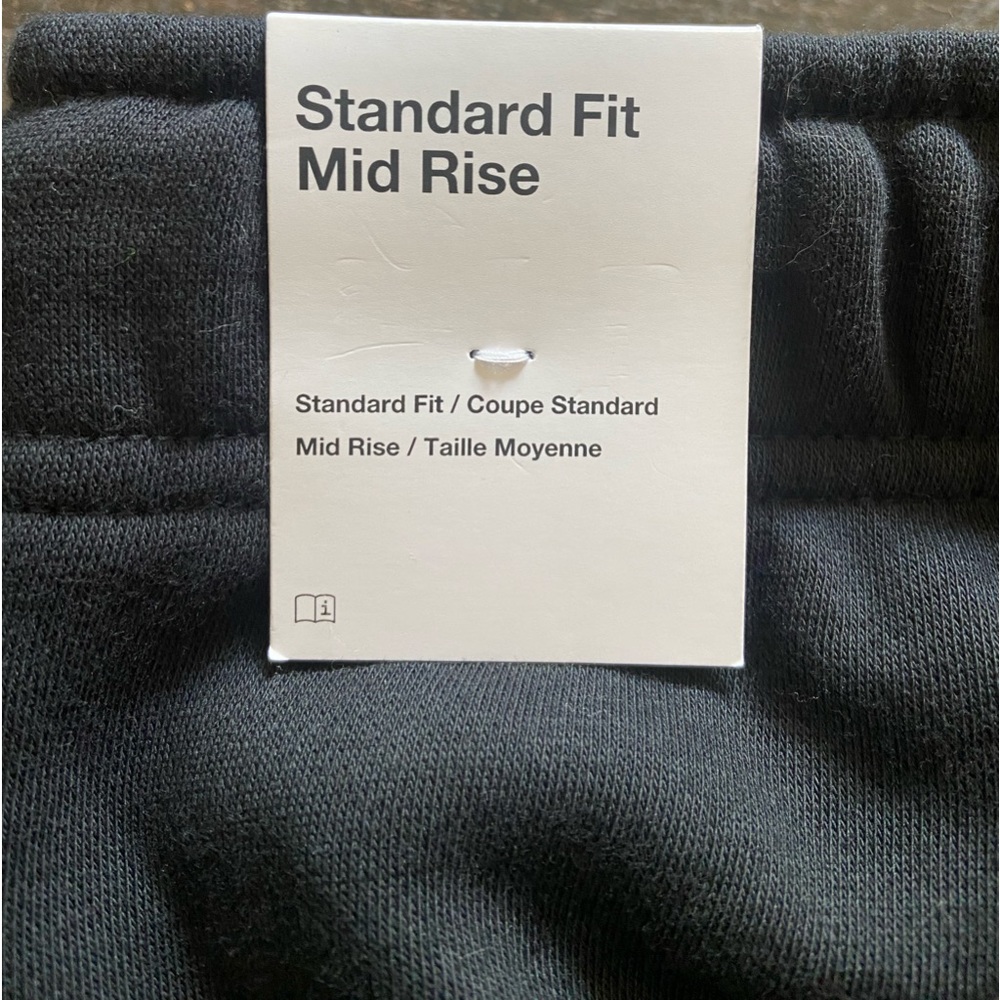 Standard Fit
Mid Rise
Standard Fit / Coupe Standard
Mid Rise / Taille Moyenne
i